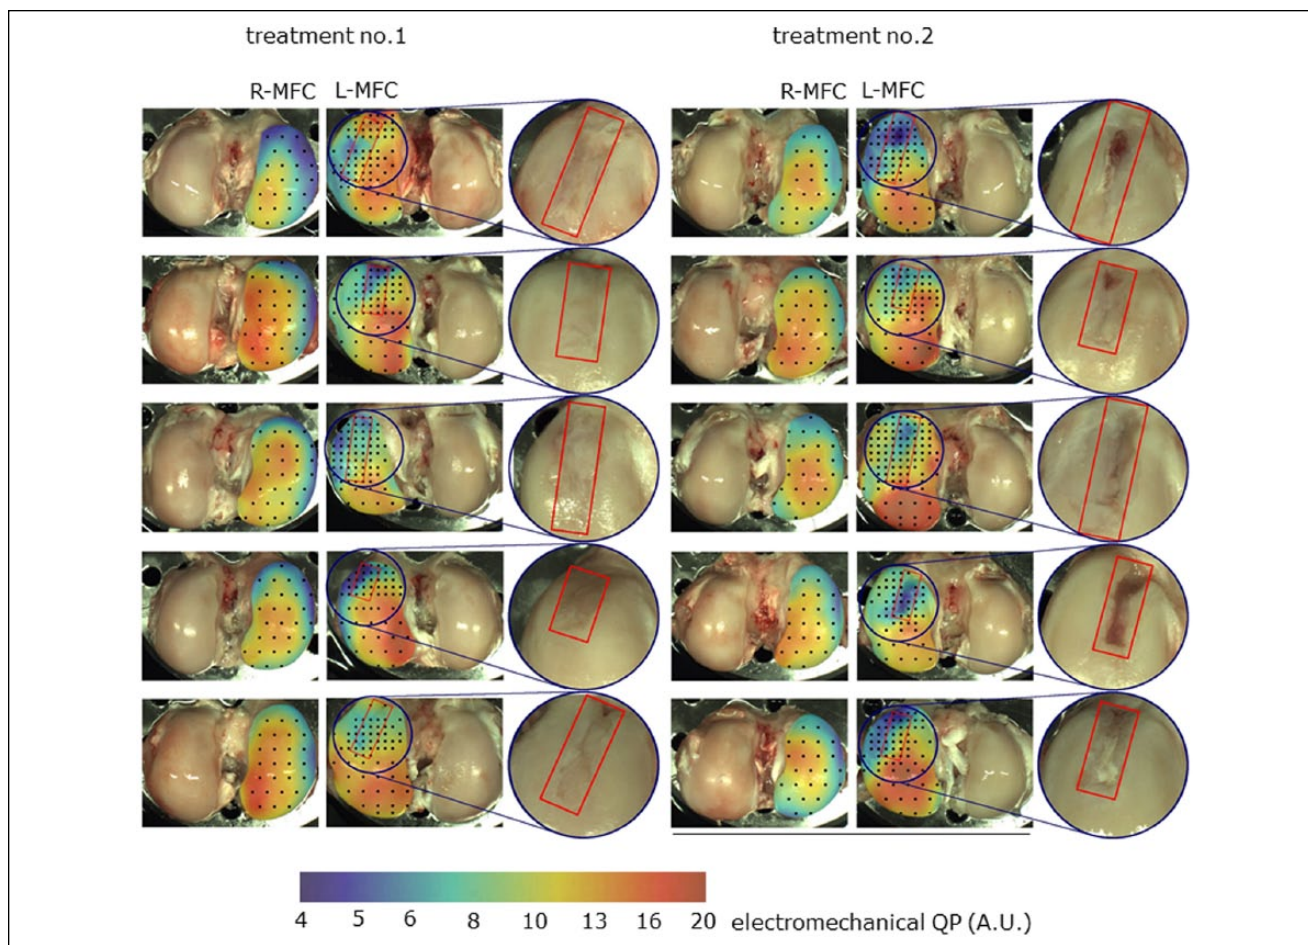 treatment no.1 treatment no.2
R-MFC L-MFC R-MFC L-MFC
4 5 6 8 10 13 16 20 electromechanical QP (A.U.)